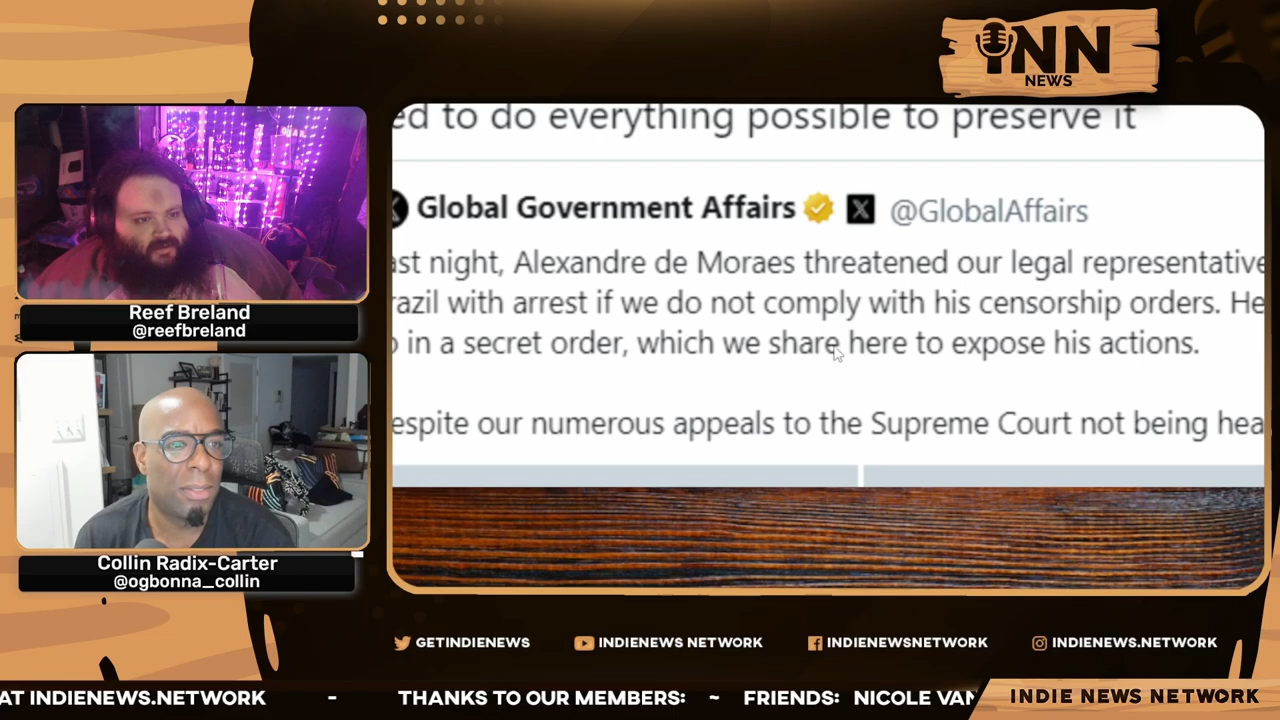 INN
NEWS
ed to do everything possible to preserve it
Global Government Affairs X @GlobalAffairs
ast night, Alexandre de Moraes threatened our legal representative
razil with arrest if we do not comply with his censorship orders. He
o in a secret order, which we share here to expose his actions.
espite our numerous appeals to the Supreme Court not being hea
Reef Breland
@reefbreland
Collin Radix-Carter
@ogbonna_collin
GETINDIENEWS
INDIENEWS NETWORK
INDIENEWSNETWORK
INDIENEWS.NETWORK
AT INDIENEWS.NETWORK - THANKS TO OUR MEMBERS: ~ FRIENDS: NICOLE VAN
INDIE NEWS NETWORK